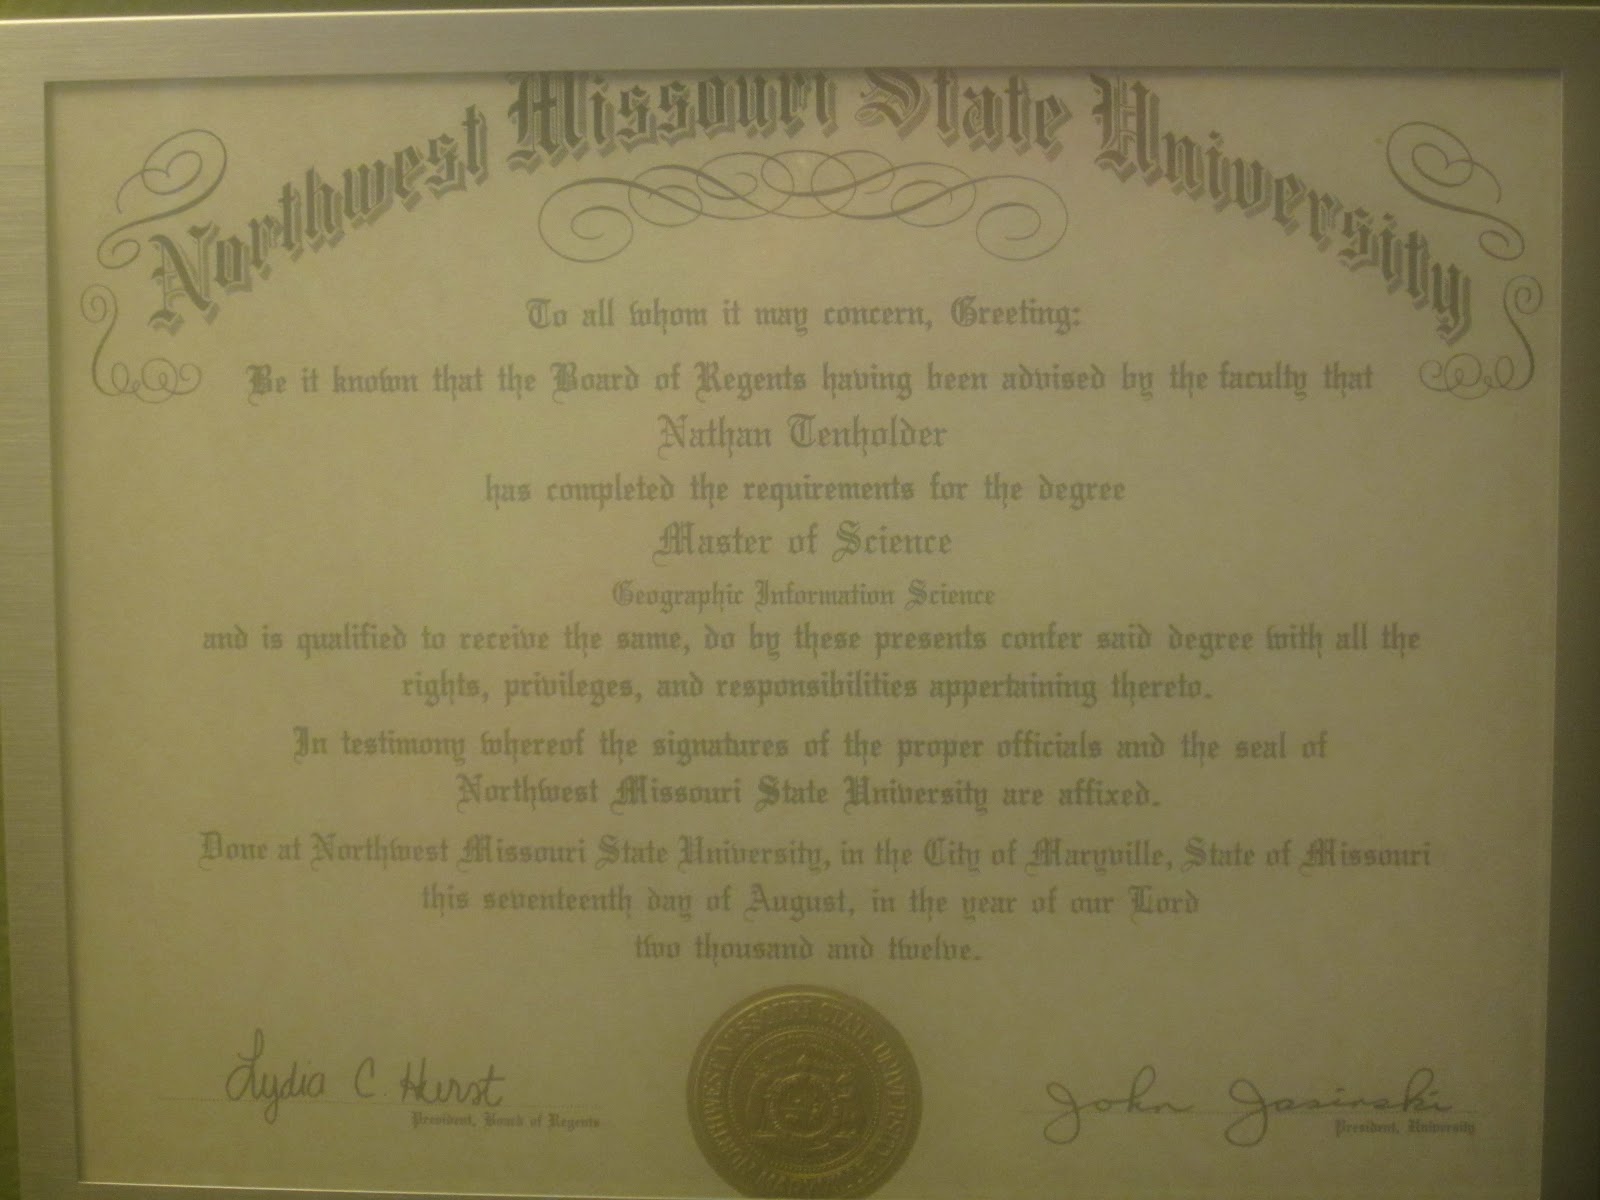 Northwest Missouri State University
To all whom it may concern, Greeting:
Be it known that the Board of Regents having been advised by the faculty that
Nathan Tenholder
has completed the requirements for the degree
Master of Science
Geographic Information Science
and is qualified to receive the same, do by these presents confer said degree with all the
rights, privileges, and responsibilities appertaining thereto.
In testimony whereof the signatures of the proper officials and the seal of
Northwest Missouri State University are affixed.
Done at Northwest Missouri State University, in the City of Maryville, State of Missouri
this seventeenth day of August, in the year of our Lord
two thousand and twelve.
Lydia C. Hurst
President, Board of Regents
John Jasinski
President, University
NORTHWEST MISSOURI STATE UNIVERSITY